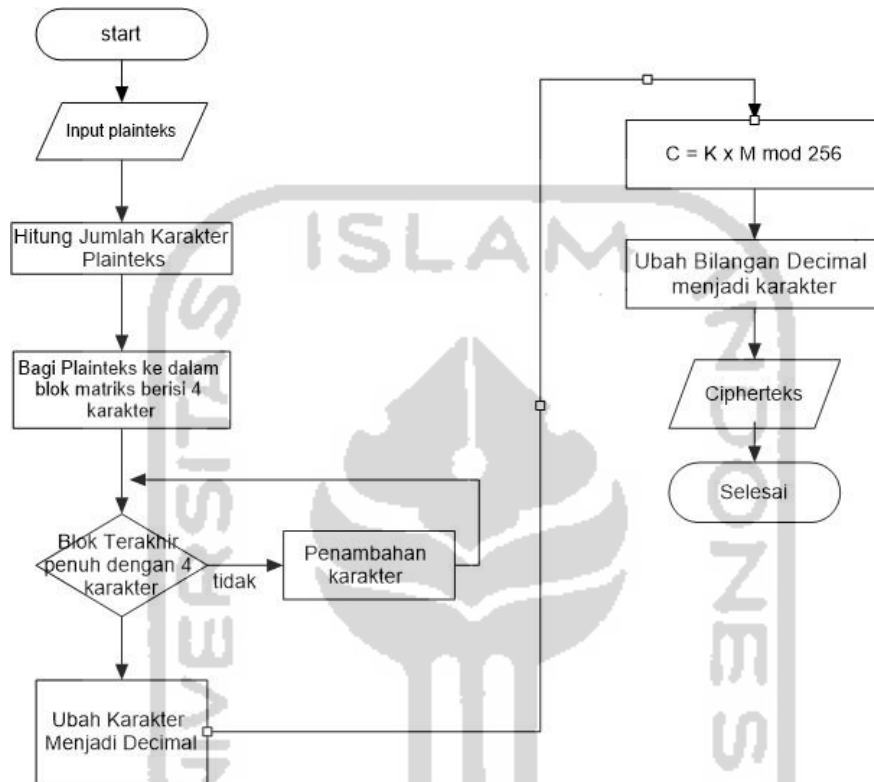 start
Input plainteks
Hitung Jumlah Karakter
Plainteks
Bagi Plainteks ke dalam
blok matriks berisi 4
karakter
Blok Terakhir
penuh dengan 4
karakter
tidak
Penambahan
karakter
Ubah Karakter
Menjadi Decimal
C = K x M mod 256
Ubah Bilangan Decimal
menjadi karakter
Cipherteks
Selesai
UNIVERSITAS
ISLAM
INDONES